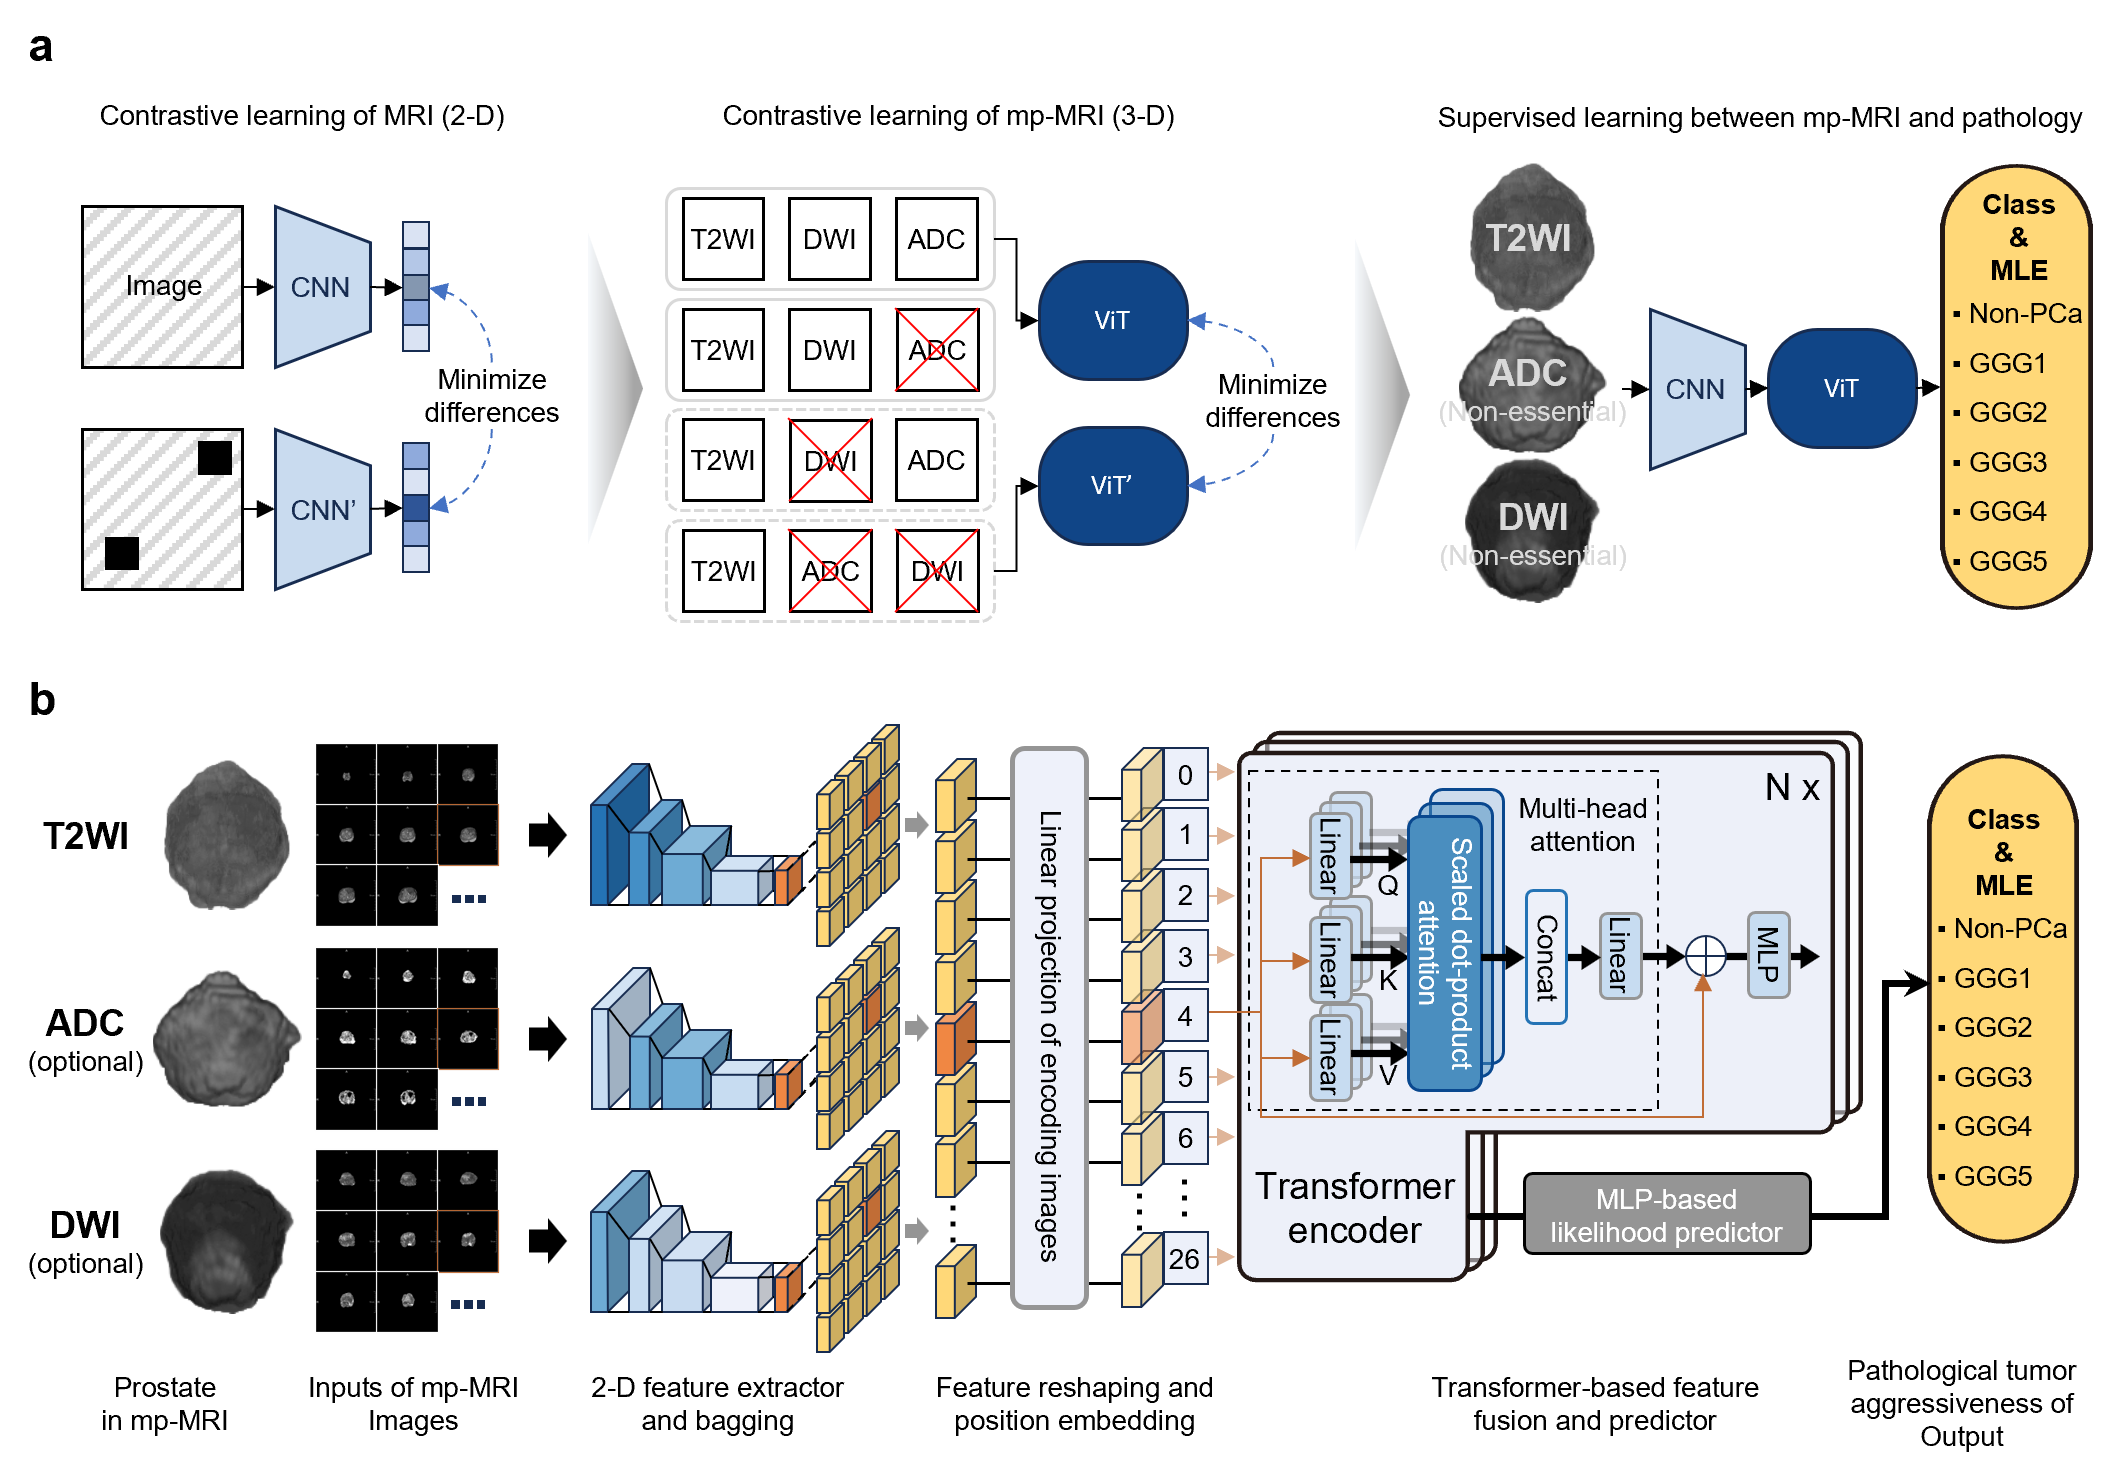 a
Contrastive learning of MRI (2-D)
Contrastive learning of mp-MRI (3-D)
Supervised learning between mp-MRI and pathology
Image
CNN
CNN’
Minimize
differences
T2WI DWI ADC
T2WI DWI ADC
T2WI DWI ADC
T2WI ADC DWI
ViT
ViT’
Minimize
differences
T2WI
ADC
(Non-essential)
DWI
(Non-essential)
CNN
ViT
Class
&
MLE
▪ Non-PCa
▪ GGG1
▪ GGG2
▪ GGG3
▪ GGG4
▪ GGG5
b
T2WI
ADC
(optional)
DWI
(optional)
Linear projection of encoding images
0
1
2
3
4
5
6
26
N x
Multi-head
attention
Linear
Linear
Linear
Q
K
V
Scaled dot-product
attention
Concat
Linear
MLP
Transformer
encoder
MLP-based
likelihood predictor
Class
&
MLE
▪ Non-PCa
▪ GGG1
▪ GGG2
▪ GGG3
▪ GGG4
▪ GGG5
Prostate
in mp-MRI
Inputs of mp-MRI
Images
2-D feature extractor
and bagging
Feature reshaping and
position embedding
Transformer-based feature
fusion and predictor
Pathological tumor
aggressiveness of
Output